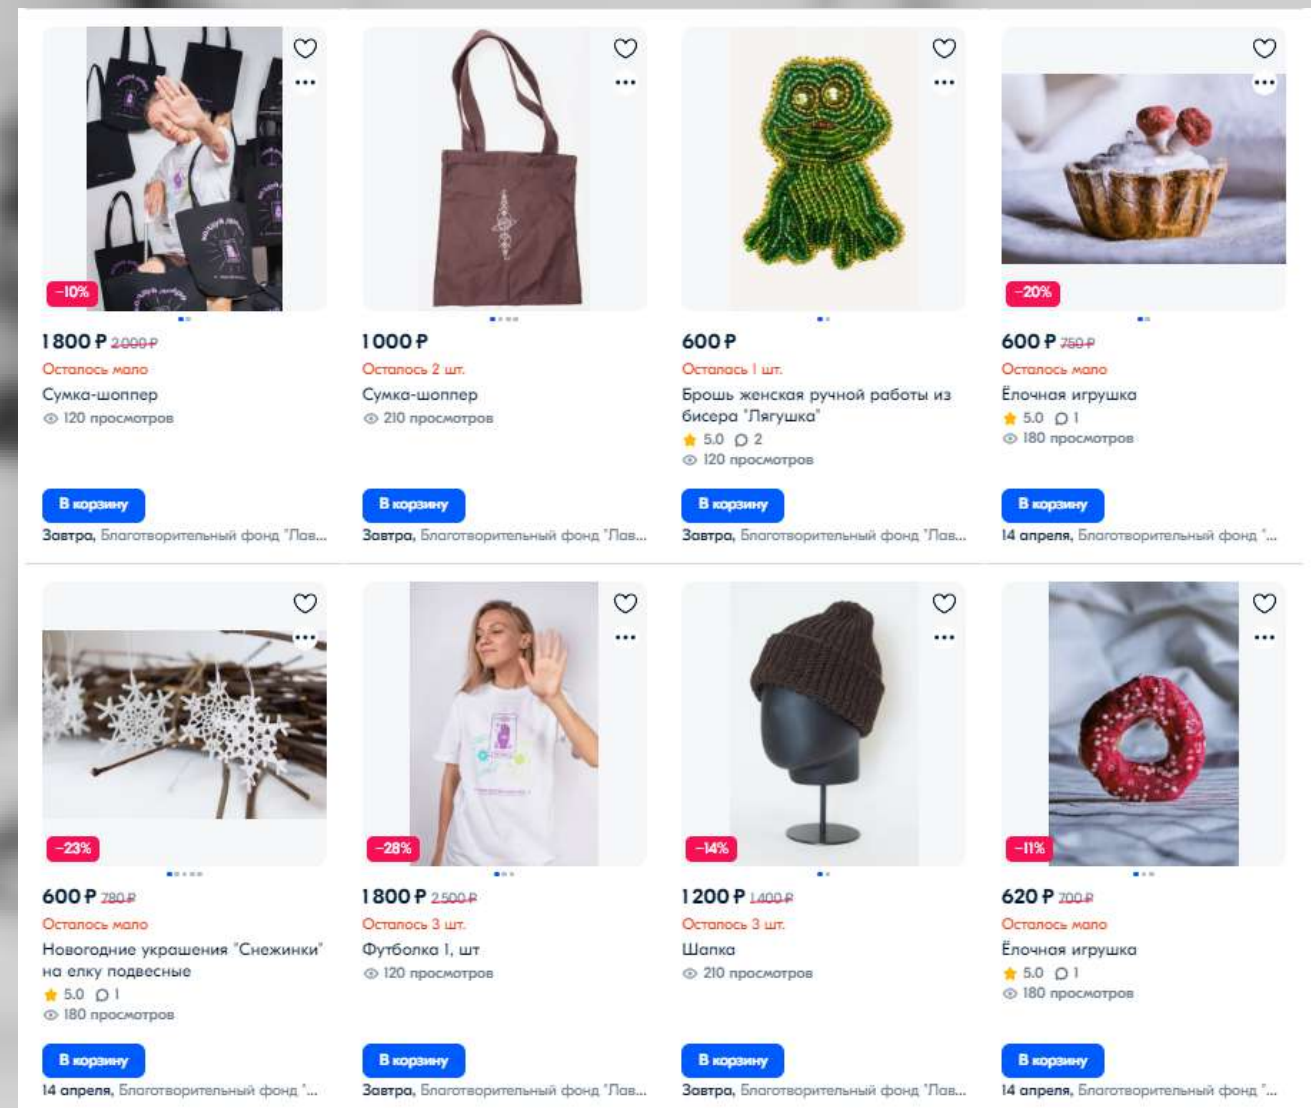 −10%
1 800 ₽ 2 000 ₽
Осталось мало
Сумка-шоппер
120 просмотров
В корзину
Завтра, Благотворительный фонд "Лав...
1 000 ₽
Осталось 2 шт.
Сумка-шоппер
210 просмотров
В корзину
Завтра, Благотворительный фонд "Лав...
600 ₽
Осталась 1 шт.
Брошь женская ручной работы из
бисера "Лягушка"
5.0 2
120 просмотров
В корзину
Завтра, Благотворительный фонд "Лав...
−20%
600 ₽ 750 ₽
Осталось мало
Ёлочная игрушка
5.0 1
180 просмотров
В корзину
14 апреля, Благотворительный фонд "...
−23%
600 ₽ 780 ₽
Осталось мало
Новогодние украшения "Снежинки"
на елку подвесные
5.0 1
180 просмотров
В корзину
14 апреля, Благотворительный фонд "...
−28%
1 800 ₽ 2 500 ₽
Осталось 3 шт.
Футболка 1, шт
120 просмотров
В корзину
Завтра, Благотворительный фонд "Лав...
−14%
1 200 ₽ 1 400 ₽
Осталось 3 шт.
Шапка
210 просмотров
В корзину
Завтра, Благотворительный фонд "Лав...
−11%
620 ₽ 700 ₽
Осталось мало
Ёлочная игрушка
5.0 1
180 просмотров
В корзину
14 апреля, Благотворительный фонд "...